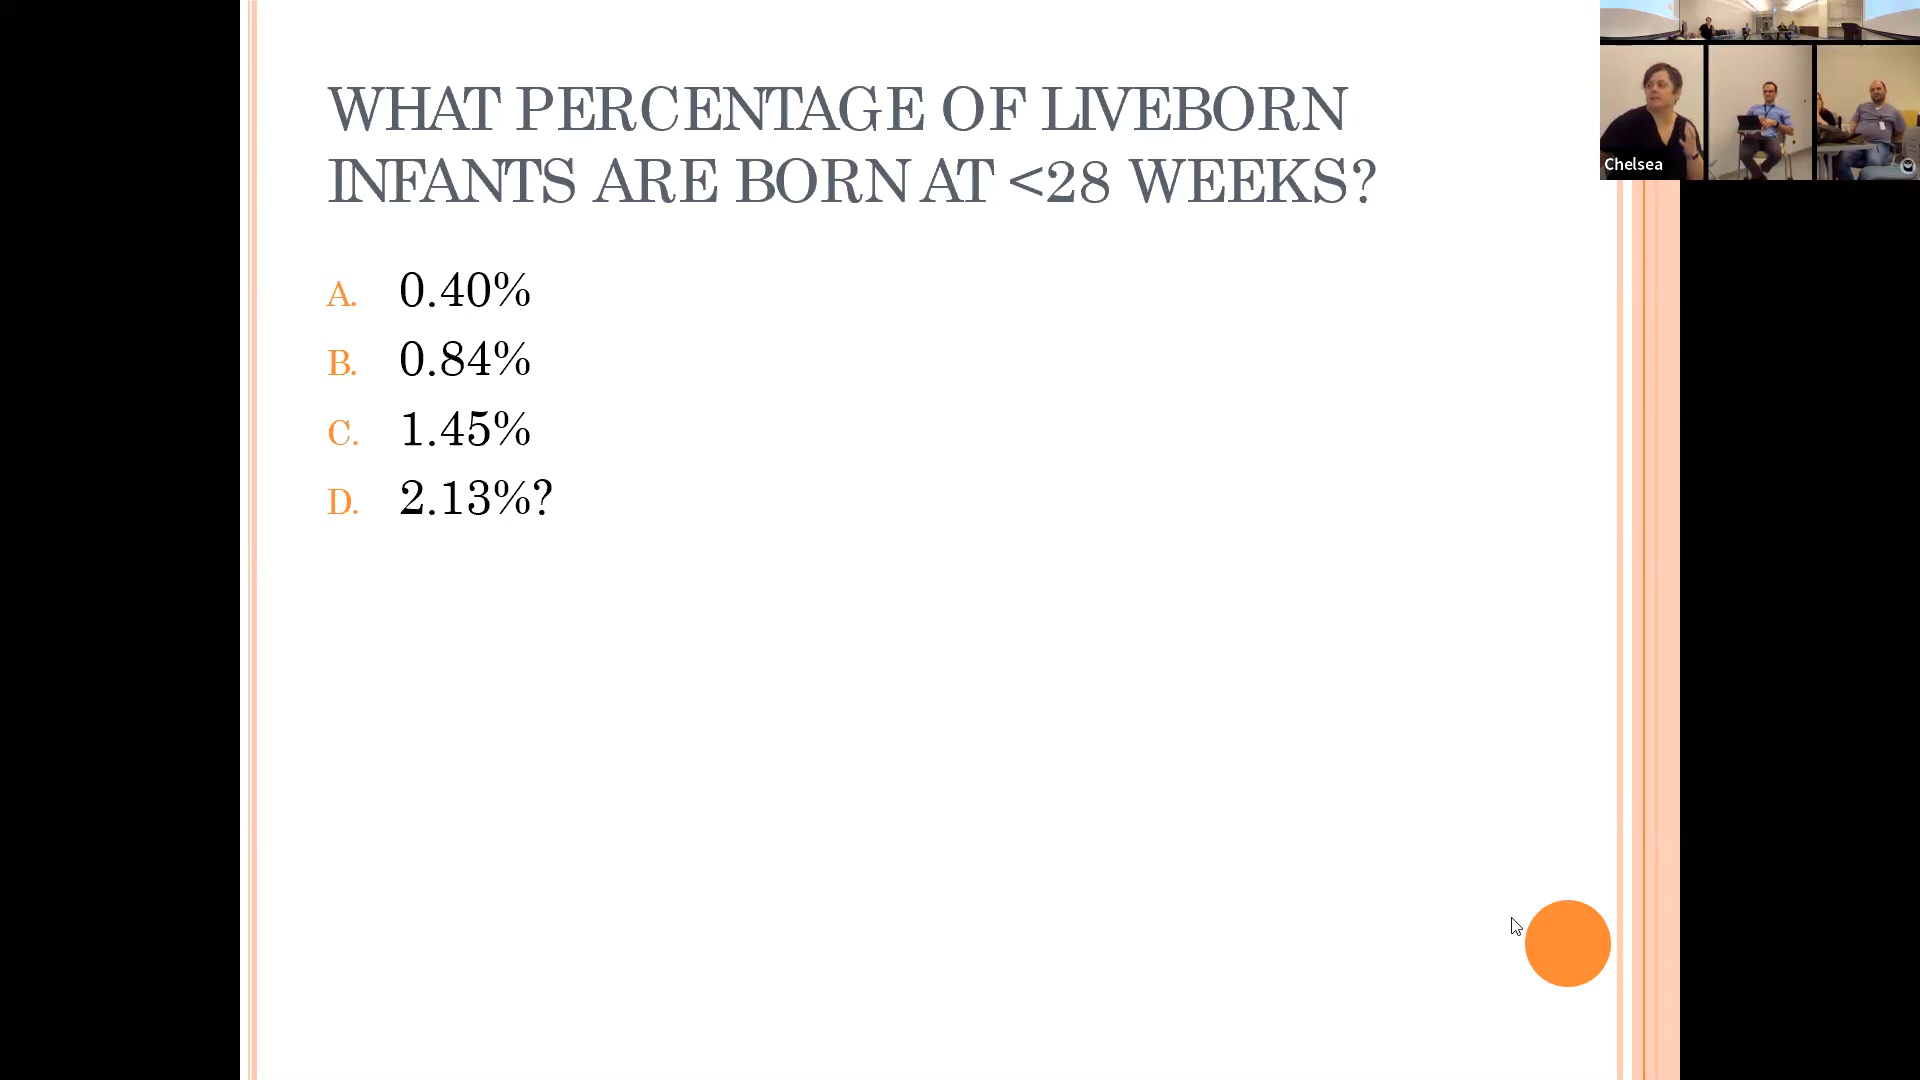 WHAT PERCENTAGE OF LIVEBORN
INFANTS ARE BORN AT <28 WEEKS?
A. 0.40%
B. 0.84%
C. 1.45%
D. 2.13%?
Chelsea